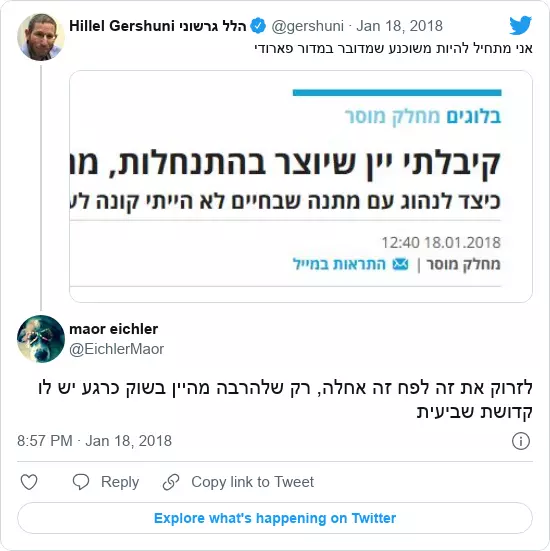 Hillel Gershuni הלל גרשוני @gershuni · Jan 18, 2018
אני מתחיל להיות משוכנע שמדובר במדור פארודי
בלוגים מחלק מוסר
קיבלתי יין שיוצר בהתנחלות, מה
כיצד לנהוג עם מתנה שבחיים לא הייתי קונה לע
12:40 18.01.2018
מחלק מוסר | התראות במייל
maor eichler
@EichlerMaor
לזרוק את זה לפח זה אחלה, רק שלהרבה מהיין בשוק כרגע יש לו
קדושת שביעית
8:57 PM · Jan 18, 2018
Reply
Copy link to Tweet
Explore what's happening on Twitter